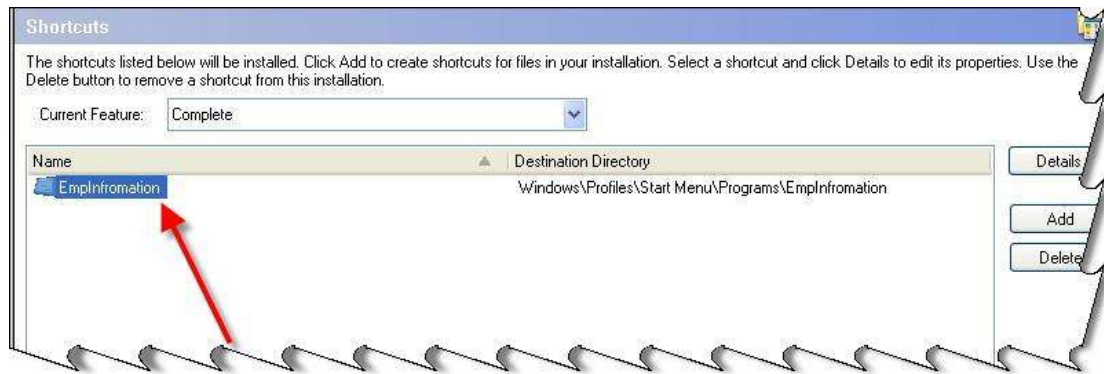 Shortcuts
The shortcuts listed below will be installed. Click Add to create shortcuts for files in your installation. Select a shortcut and click Details to edit its properties. Use the
Delete button to remove a shortcut from this installation.
Current Feature: Complete
Name Destination Directory
EmpInfromation Windows\Profiles\Start Menu\Programs\EmpInfromation
Details
Add
Delete